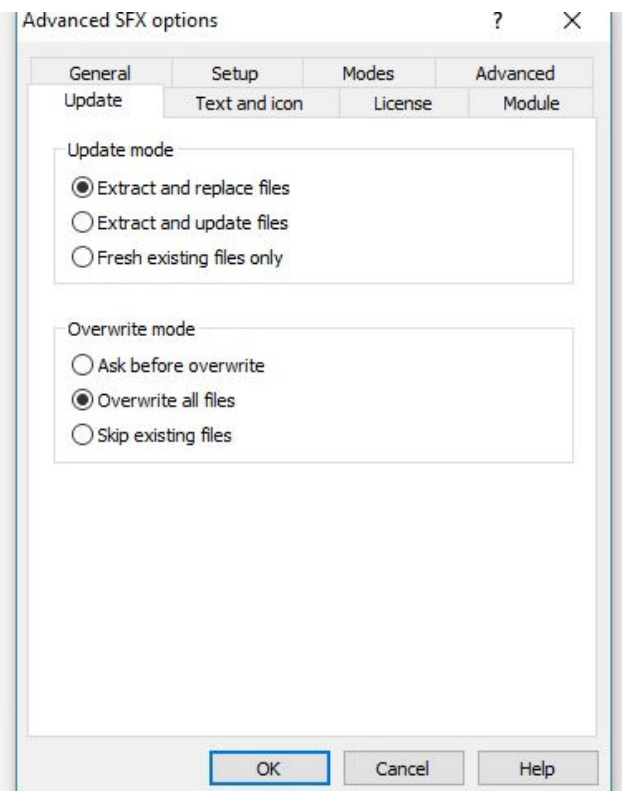 Advanced SFX options ? ×
General Setup Modes Advanced
Update Text and icon License Module
Update mode
Extract and replace files
Extract and update files
Fresh existing files only
Overwrite mode
Ask before overwrite
Overwrite all files
Skip existing files
OK Cancel Help